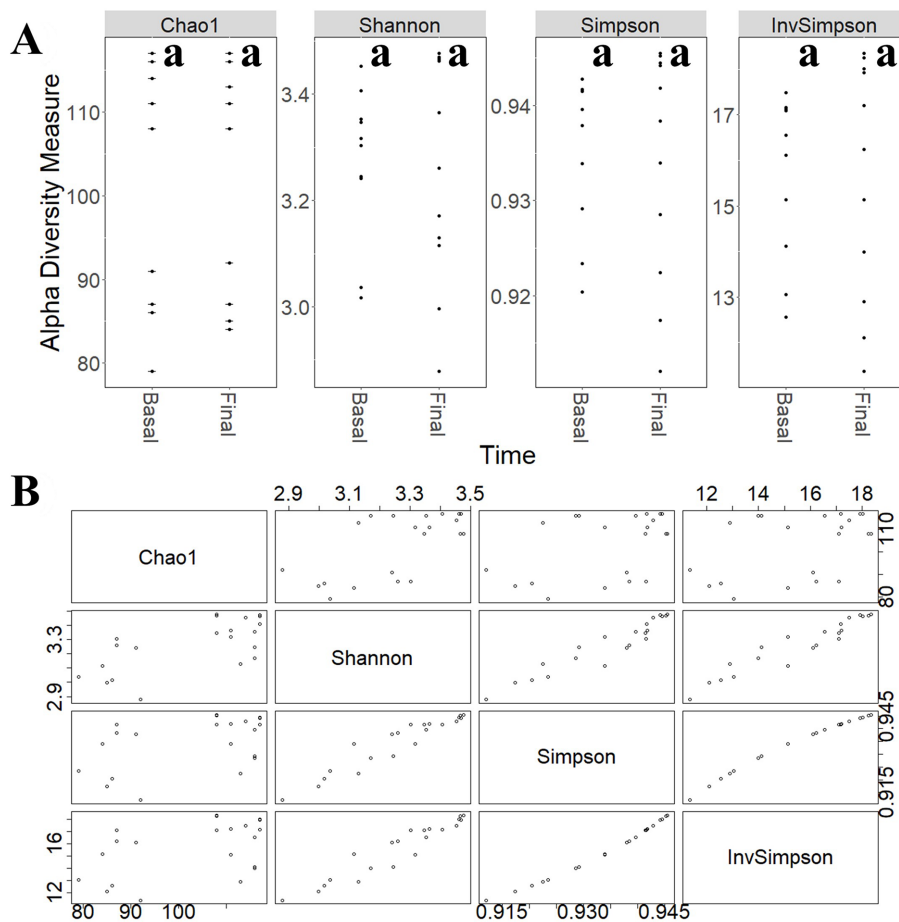 A
Chao1 Shannon Simpson InvSimpson
a a a a a a a a
Alpha Diversity Measure
110 100 90 80
3.4 3.2 3.0
0.94 0.93 0.92
17 15 13
Basal Final Basal Final Basal Final Basal Final
Time
B
2.9 3.1 3.3 3.5 12 14 16 18
Chao1
80 110
2.9 3.3
Shannon
Simpson
0.915 0.945
12 16
InvSimpson
80 90 100 0.915 0.930 0.945